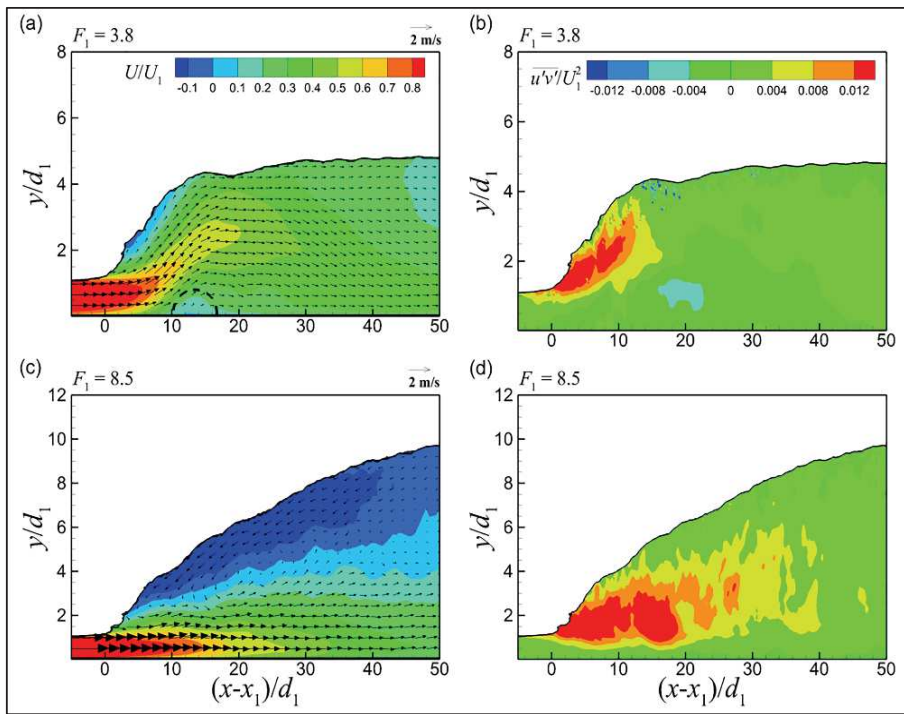 (a)
F₁ = 3.8
2 m/s
U/U₁
-0.1 0 0.1 0.2 0.3 0.4 0.5 0.6 0.7 0.8
y/d₁
8
6
4
2
0 10 20 30 40 50
(b)
F₁ = 3.8
u'v'/U₁²
-0.012 -0.008 -0.004 0 0.004 0.008 0.012
y/d₁
8
6
4
2
0 10 20 30 40 50
(c)
F₁ = 8.5
2 m/s
y/d₁
12
10
8
6
4
2
0 10 20 30 40 50
(x-x₁)/d₁
(d)
F₁ = 8.5
y/d₁
12
10
8
6
4
2
0 10 20 30 40 50
(x-x₁)/d₁